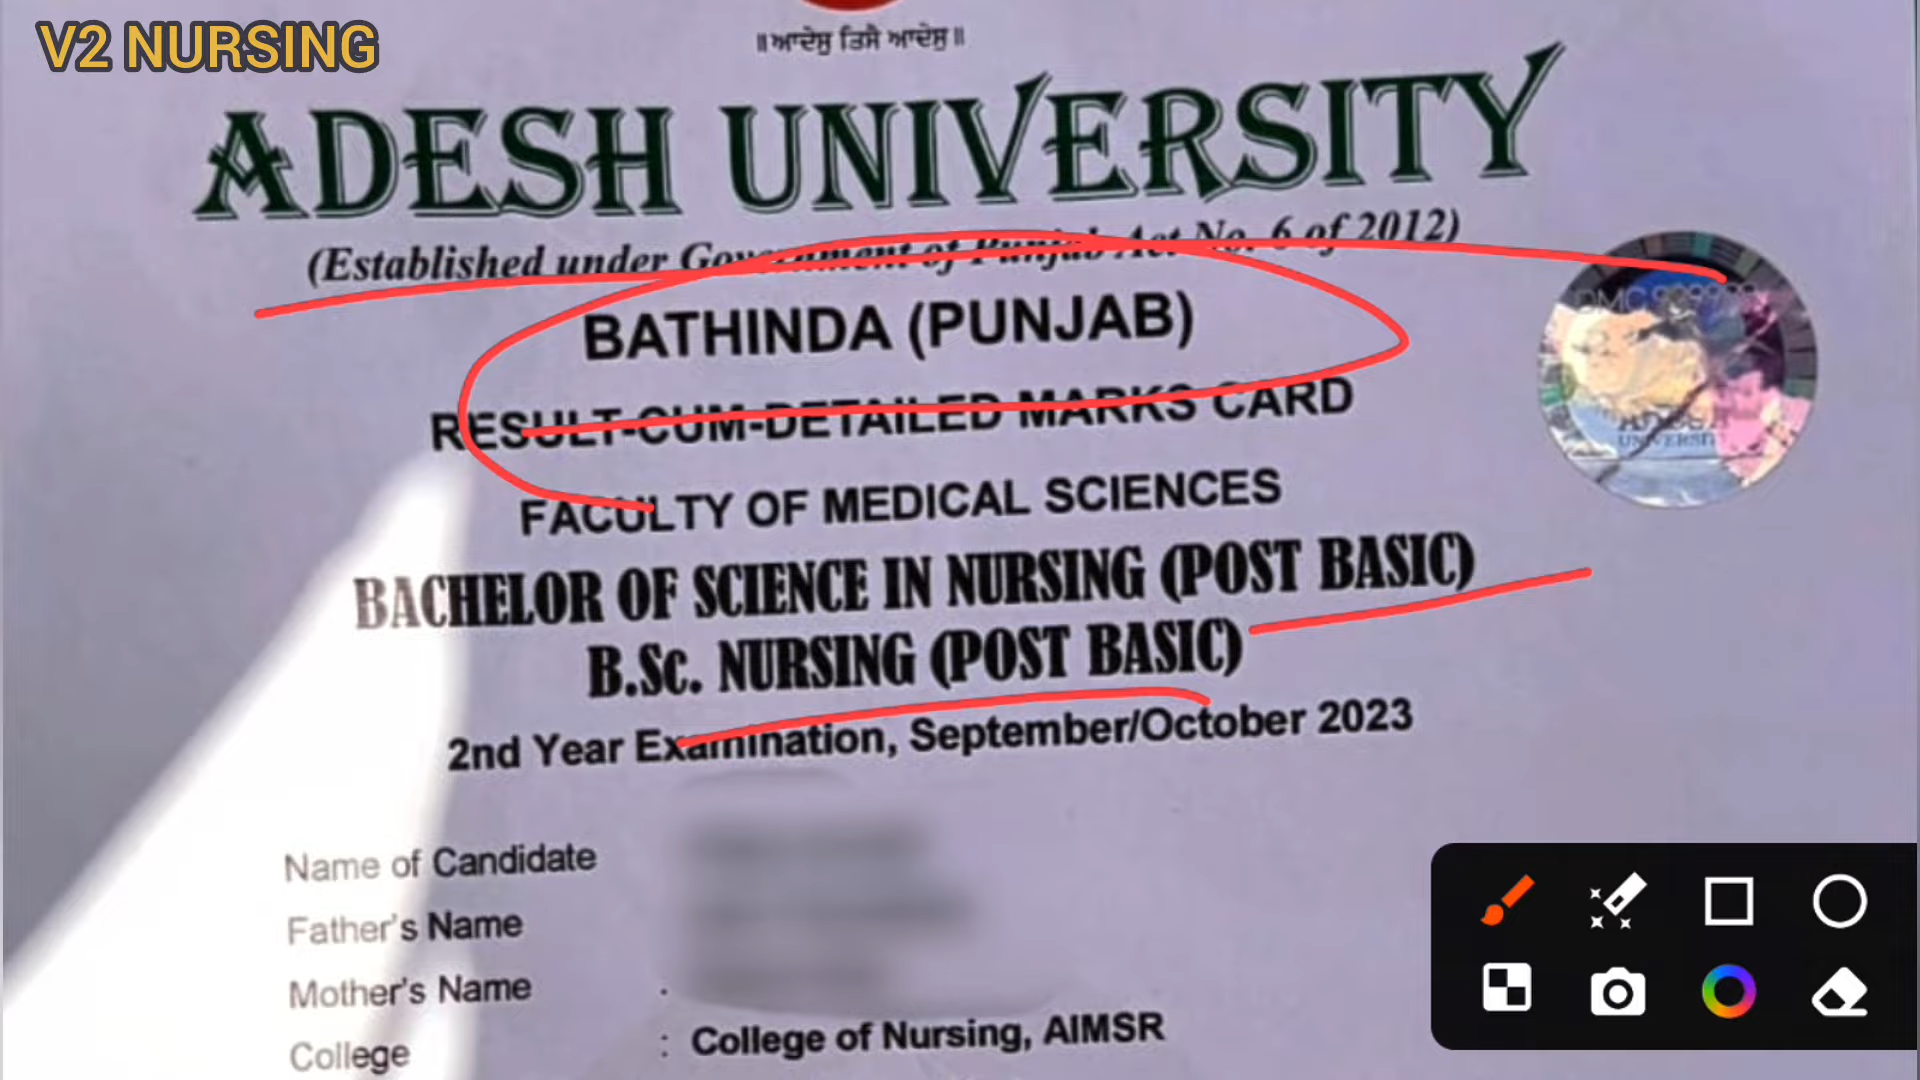 V2 NURSING
॥ਆਦੇਸੁ ਤਿਸੈ ਆਦੇਸੁ॥
ADESH UNIVERSITY
(Established under Government of Punjab Act No. 6 of 2012)
BATHINDA (PUNJAB)
RESULT-CUM-DETAILED MARKS CARD
FACULTY OF MEDICAL SCIENCES
BACHELOR OF SCIENCE IN NURSING (POST BASIC)
B.Sc. NURSING (POST BASIC)
2nd Year Examination, September/October 2023
Name of Candidate
Father's Name
Mother's Name :
College : College of Nursing, AIMSR
ADESH
UNIVERSITY